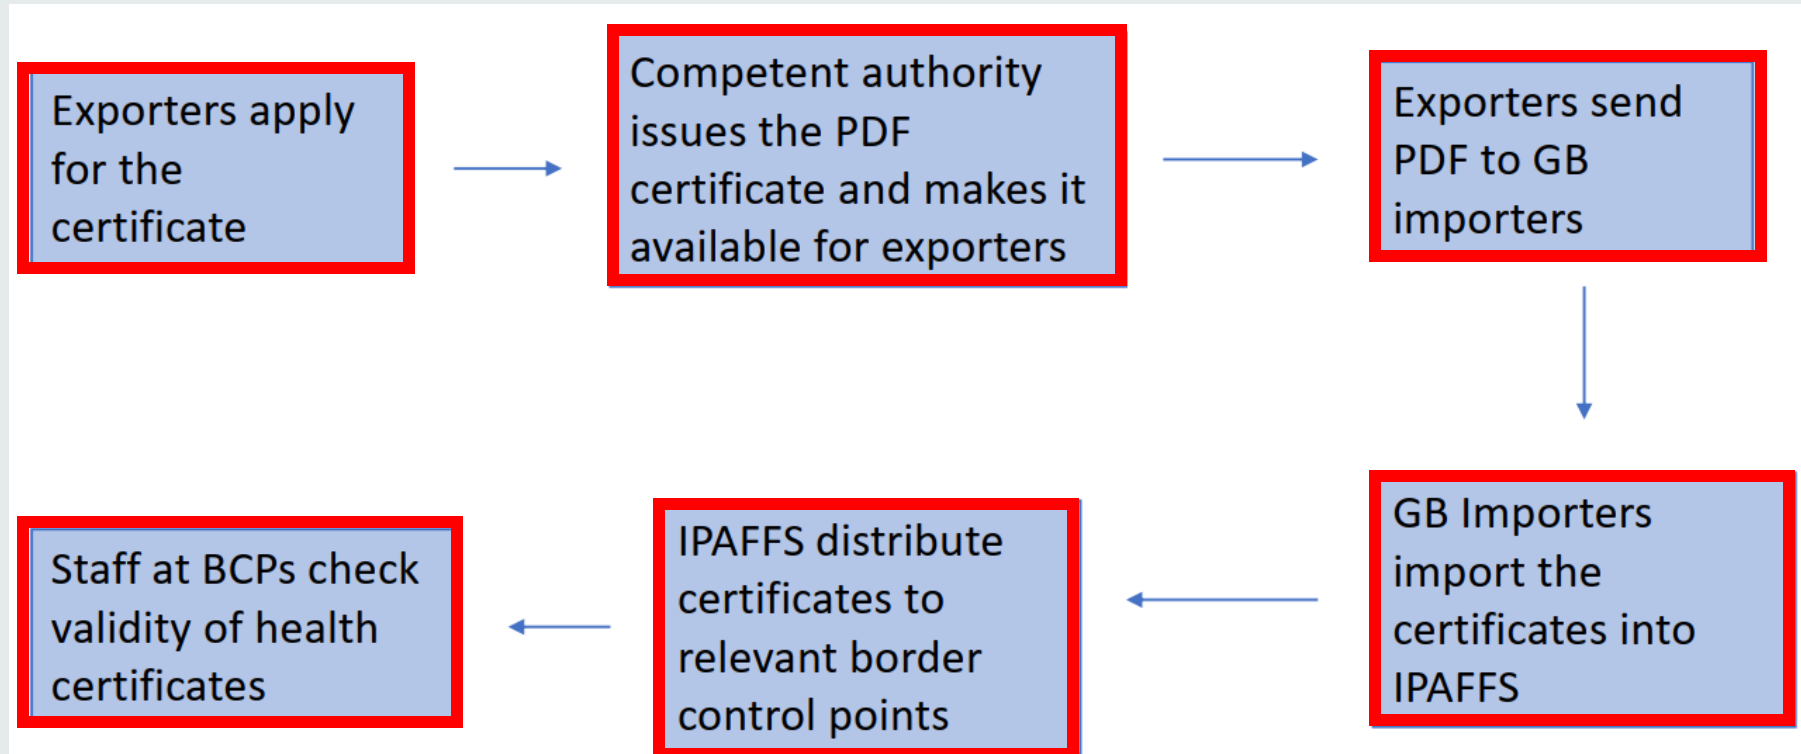 Exporters apply
for the
certificate
Competent authority
issues the PDF
certificate and makes it
available for exporters
Exporters send
PDF to GB
importers
GB Importers
import the
certificates into
IPAFFS
IPAFFS distribute
certificates to
relevant border
control points
Staff at BCPs check
validity of health
certificates